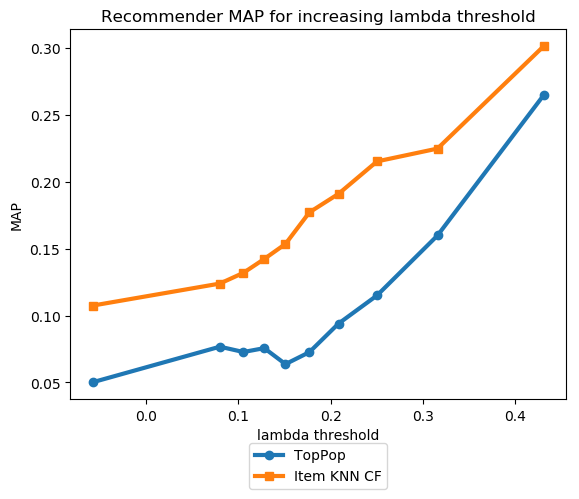 Recommender MAP for increasing lambda threshold
0.30
0.25
0.20
0.15
0.10
0.05
MAP
0.0 0.1 0.2 0.3 0.4
lambda threshold
TopPop
Item KNN CF